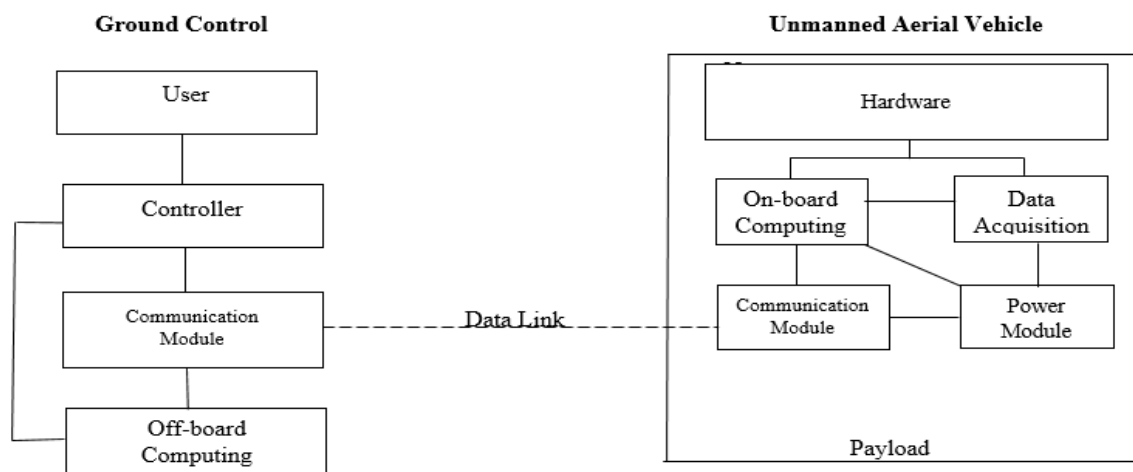 Ground Control
User
Controller
Communication
Module
Off-board
Computing
Data Link
Unmanned Aerial Vehicle
Hardware
On-board
Computing
Data
Acquisition
Communication
Module
Power
Module
Payload